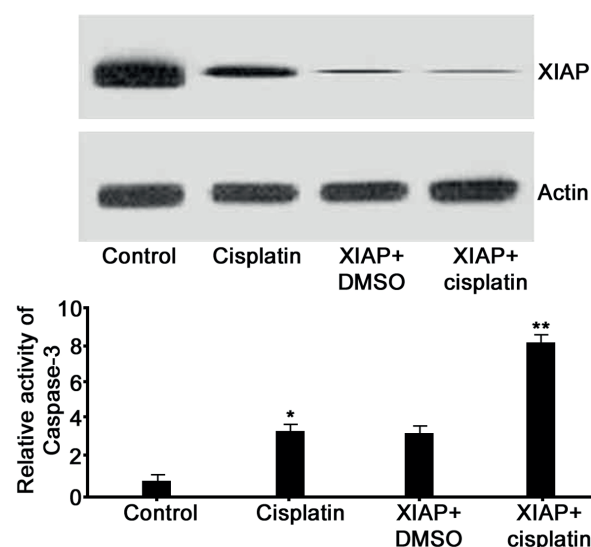 XIAP
Actin
Control Cisplatin XIAP+ DMSO XIAP+ cisplatin
Relative activity of
Caspase-3
10
8
6
4
2
0
*
**
Control Cisplatin XIAP+ DMSO XIAP+ cisplatin